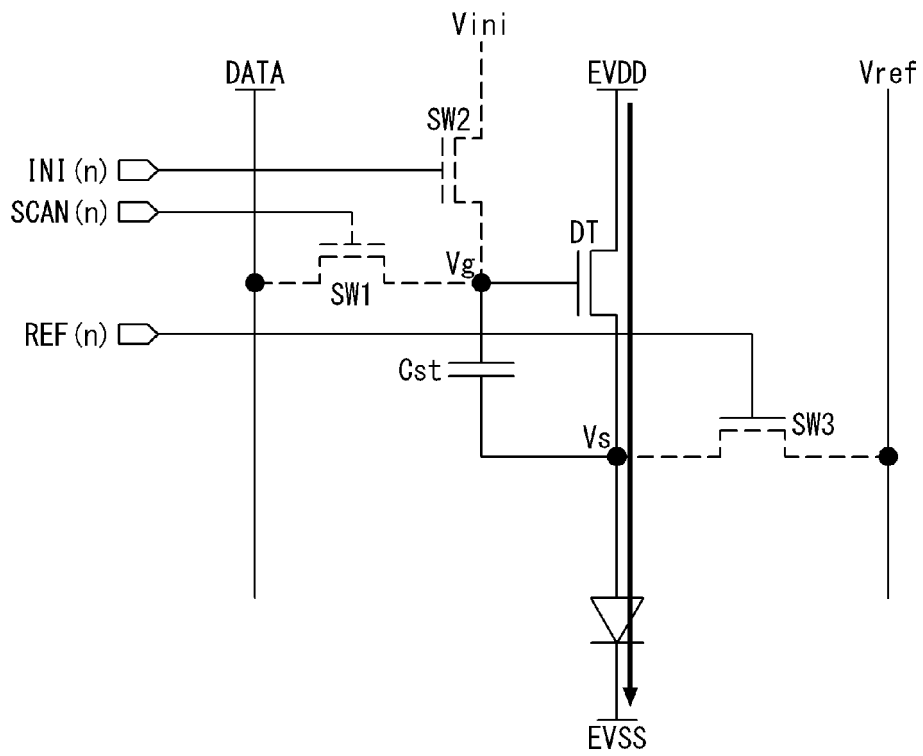 Vini
DATA
EVDD
Vref
SW2
INI(n)
SCAN(n)
DT
Vg
SW1
REF(n)
Cst
Vs
SW3
EVSS